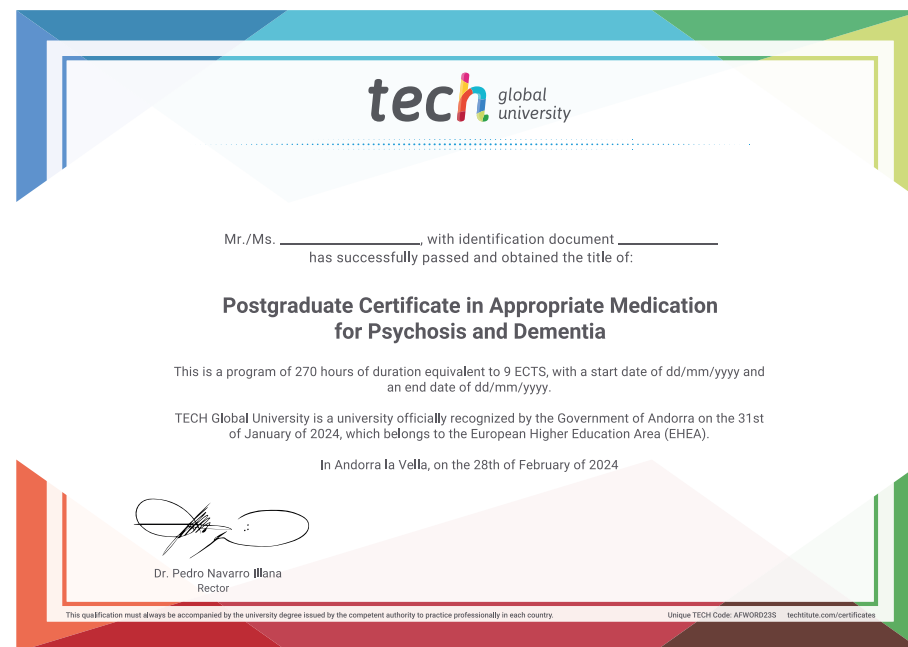 tech global
university
Mr./Ms. ____________, with identification document ____________
has successfully passed and obtained the title of:
Postgraduate Certificate in Appropriate Medication
for Psychosis and Dementia
This is a program of 270 hours of duration equivalent to 9 ECTS, with a start date of dd/mm/yyyy and
an end date of dd/mm/yyyy.
TECH Global University is a university officially recognized by the Government of Andorra on the 31st
of January of 2024, which belongs to the European Higher Education Area (EHEA).
In Andorra la Vella, on the 28th of February of 2024
Dr. Pedro Navarro Illana
Rector
This qualification must always be accompanied by the university degree issued by the competent authority to practice professionally in each country. Unique TECH Code: AFWORD23S techtitute.com/certificates